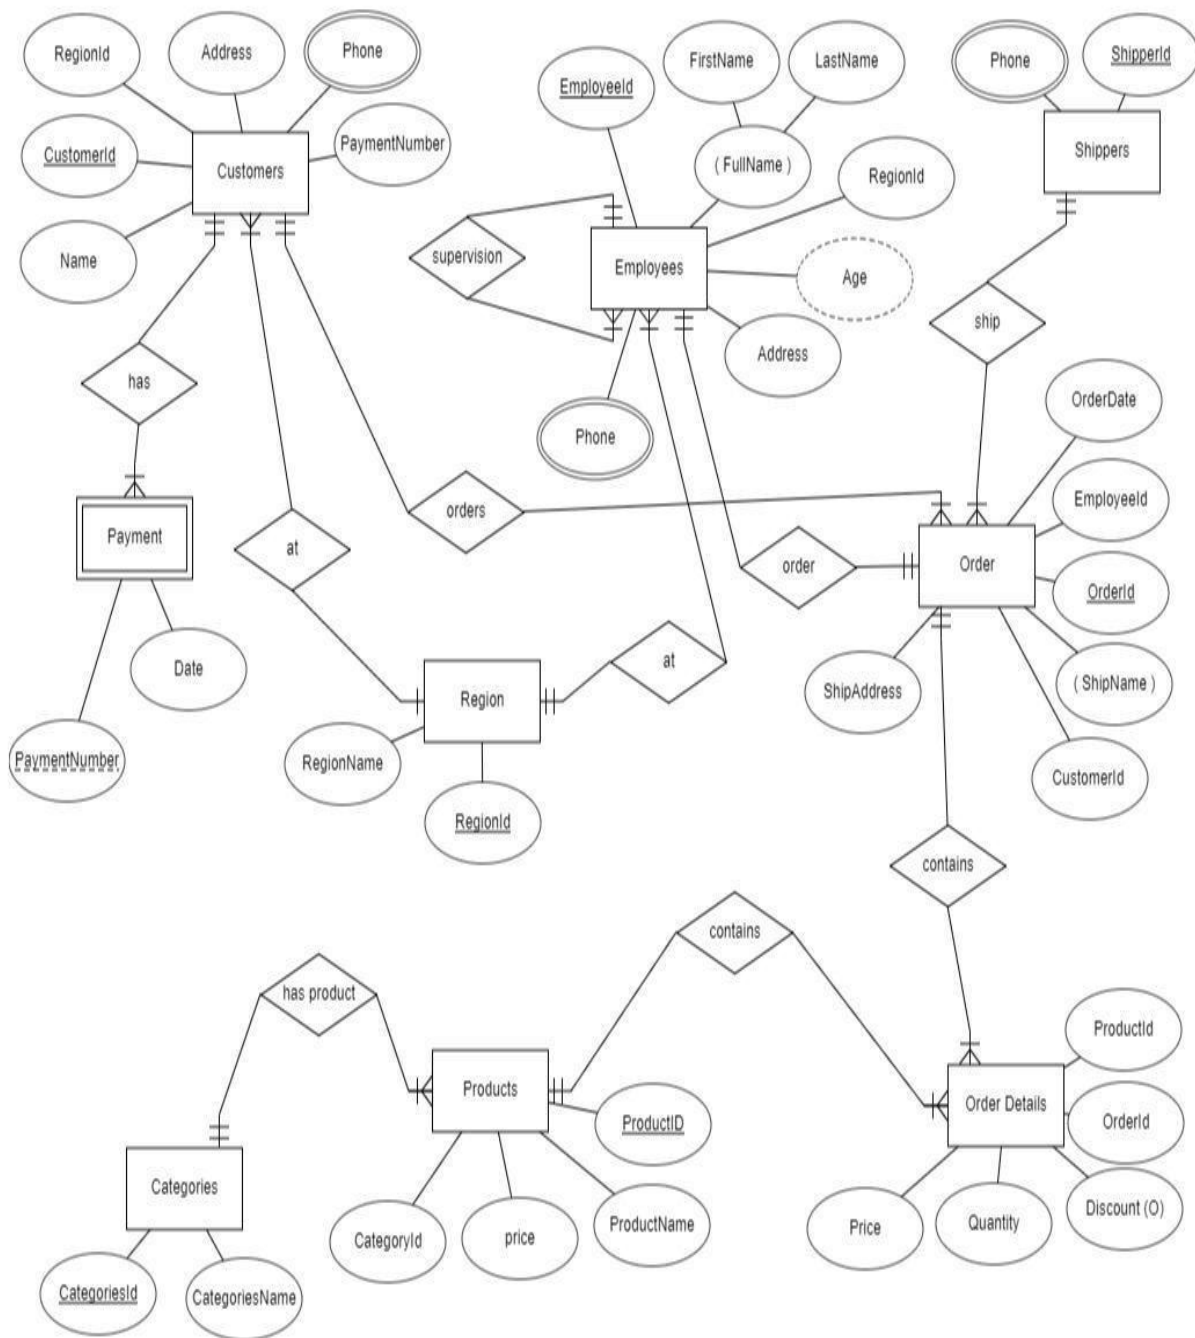 RegionId
Address
Phone
CustomerId
Customers
PaymentNumber
Name
EmployeeId
FirstName
LastName
( FullName )
RegionId
supervision
Employees
Age
Address
Phone
Phone
ShipperId
Shippers
ship
has
Payment
Date
PaymentNumber
at
orders
order
at
Region
RegionName
RegionId
OrderDate
EmployeeId
Order
OrderId
( ShipName )
ShipAddress
CustomerId
contains
contains
has product
Products
ProductID
CategoryId
price
ProductName
Categories
CategoriesId
CategoriesName
ProductId
Order Details
OrderId
Price
Quantity
Discount (O)